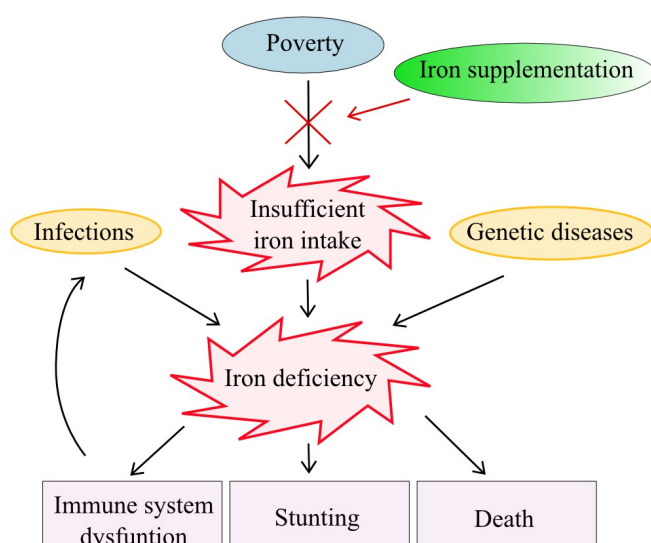 Poverty
Iron supplementation
Insufficient
iron intake
Infections
Genetic diseases
Iron deficiency
Immune system
dysfuntion
Stunting
Death